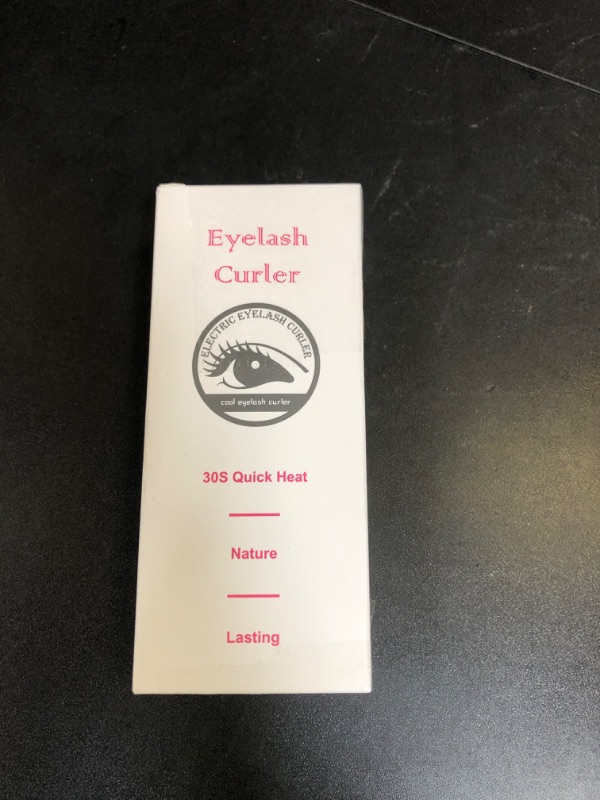 Eyelash
Curler
ELECTRIC EYELASH CURLER
cool eyelash curler
30S Quick Heat
Nature
Lasting